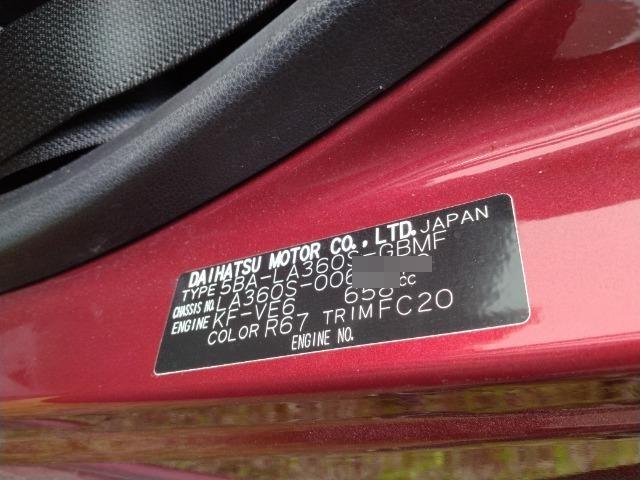 DAIHATSU MOTOR CO.,LTD. JAPAN
TYPE 5BA-LA360S-GBMF
CHASSIS NO. LA360S-006
ENGINE KF-VE6 658cc
COLOR R67 TRIM FC20
ENGINE NO.